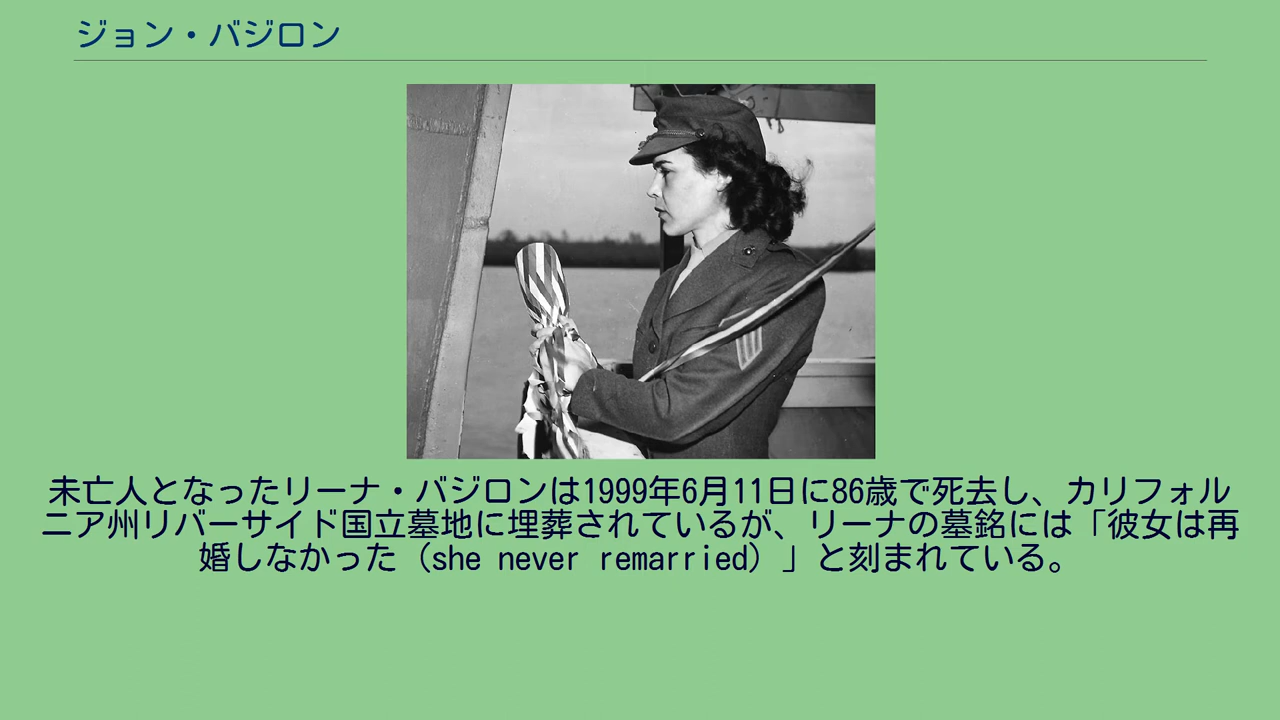 ジョン・バジロン
未亡人となったリーナ・バジロンは1999年6月11日に86歳で死去し、カリフォル
ニア州リバーサイド国立墓地に埋葬されているが、リーナの墓銘には「彼女は再
婚しなかった（she never remarried）」と刻まれている。